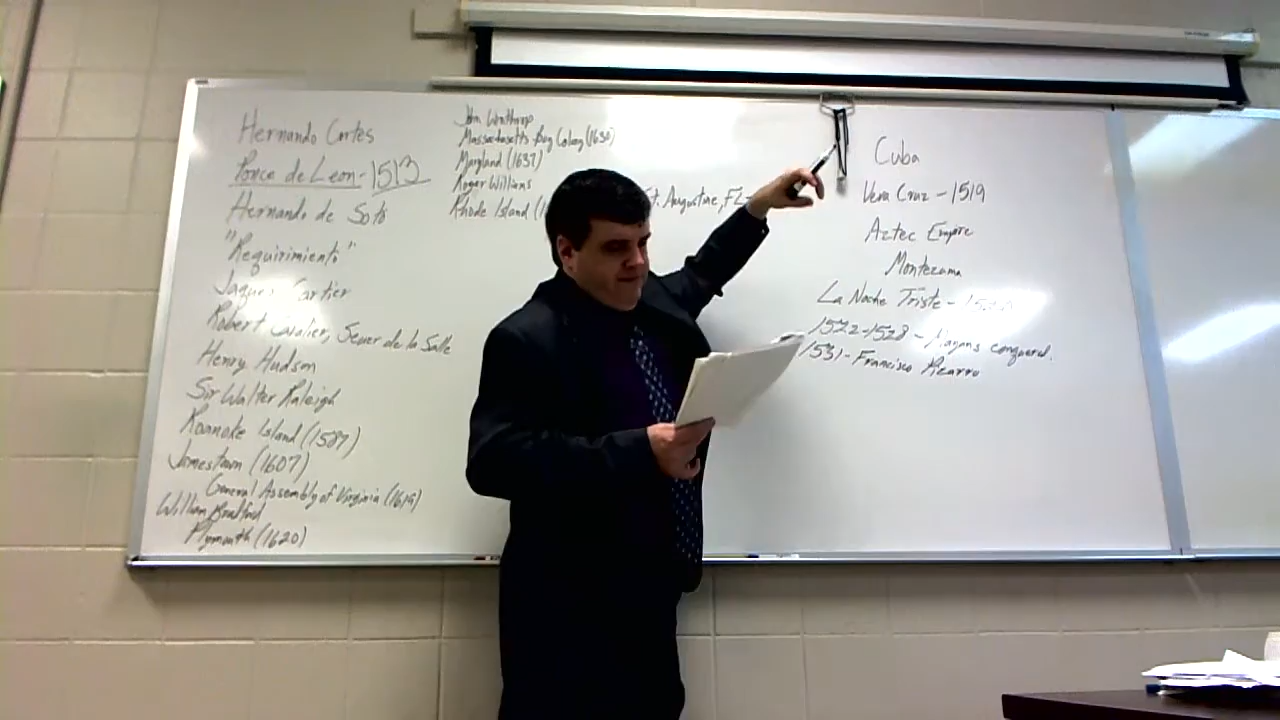 Hernando Cortes
Ponce de Leon - 1513
Hernando de Soto
"Requirimiento"
Jaques Cartier
Robert Cavalier, Seuer de la Salle
Henry Hudson
Sir Walter Raleigh
Roanoke Island (1587)
Jamestown (1607)
General Assembly of Virginia (1619)
William Bradford
Plymouth (1620)
John Winthrop
Massachusetts Bay Colony (1630)
Maryland (1637)
Roger Williams
Rhode Island
St. Augustine, FL-
Cuba
Vera Cruz - 1519
Aztec Empire
Montezuma
La Noche Triste -
1522-1528 - Mayans conquered.
1531- Francisco Pizarro